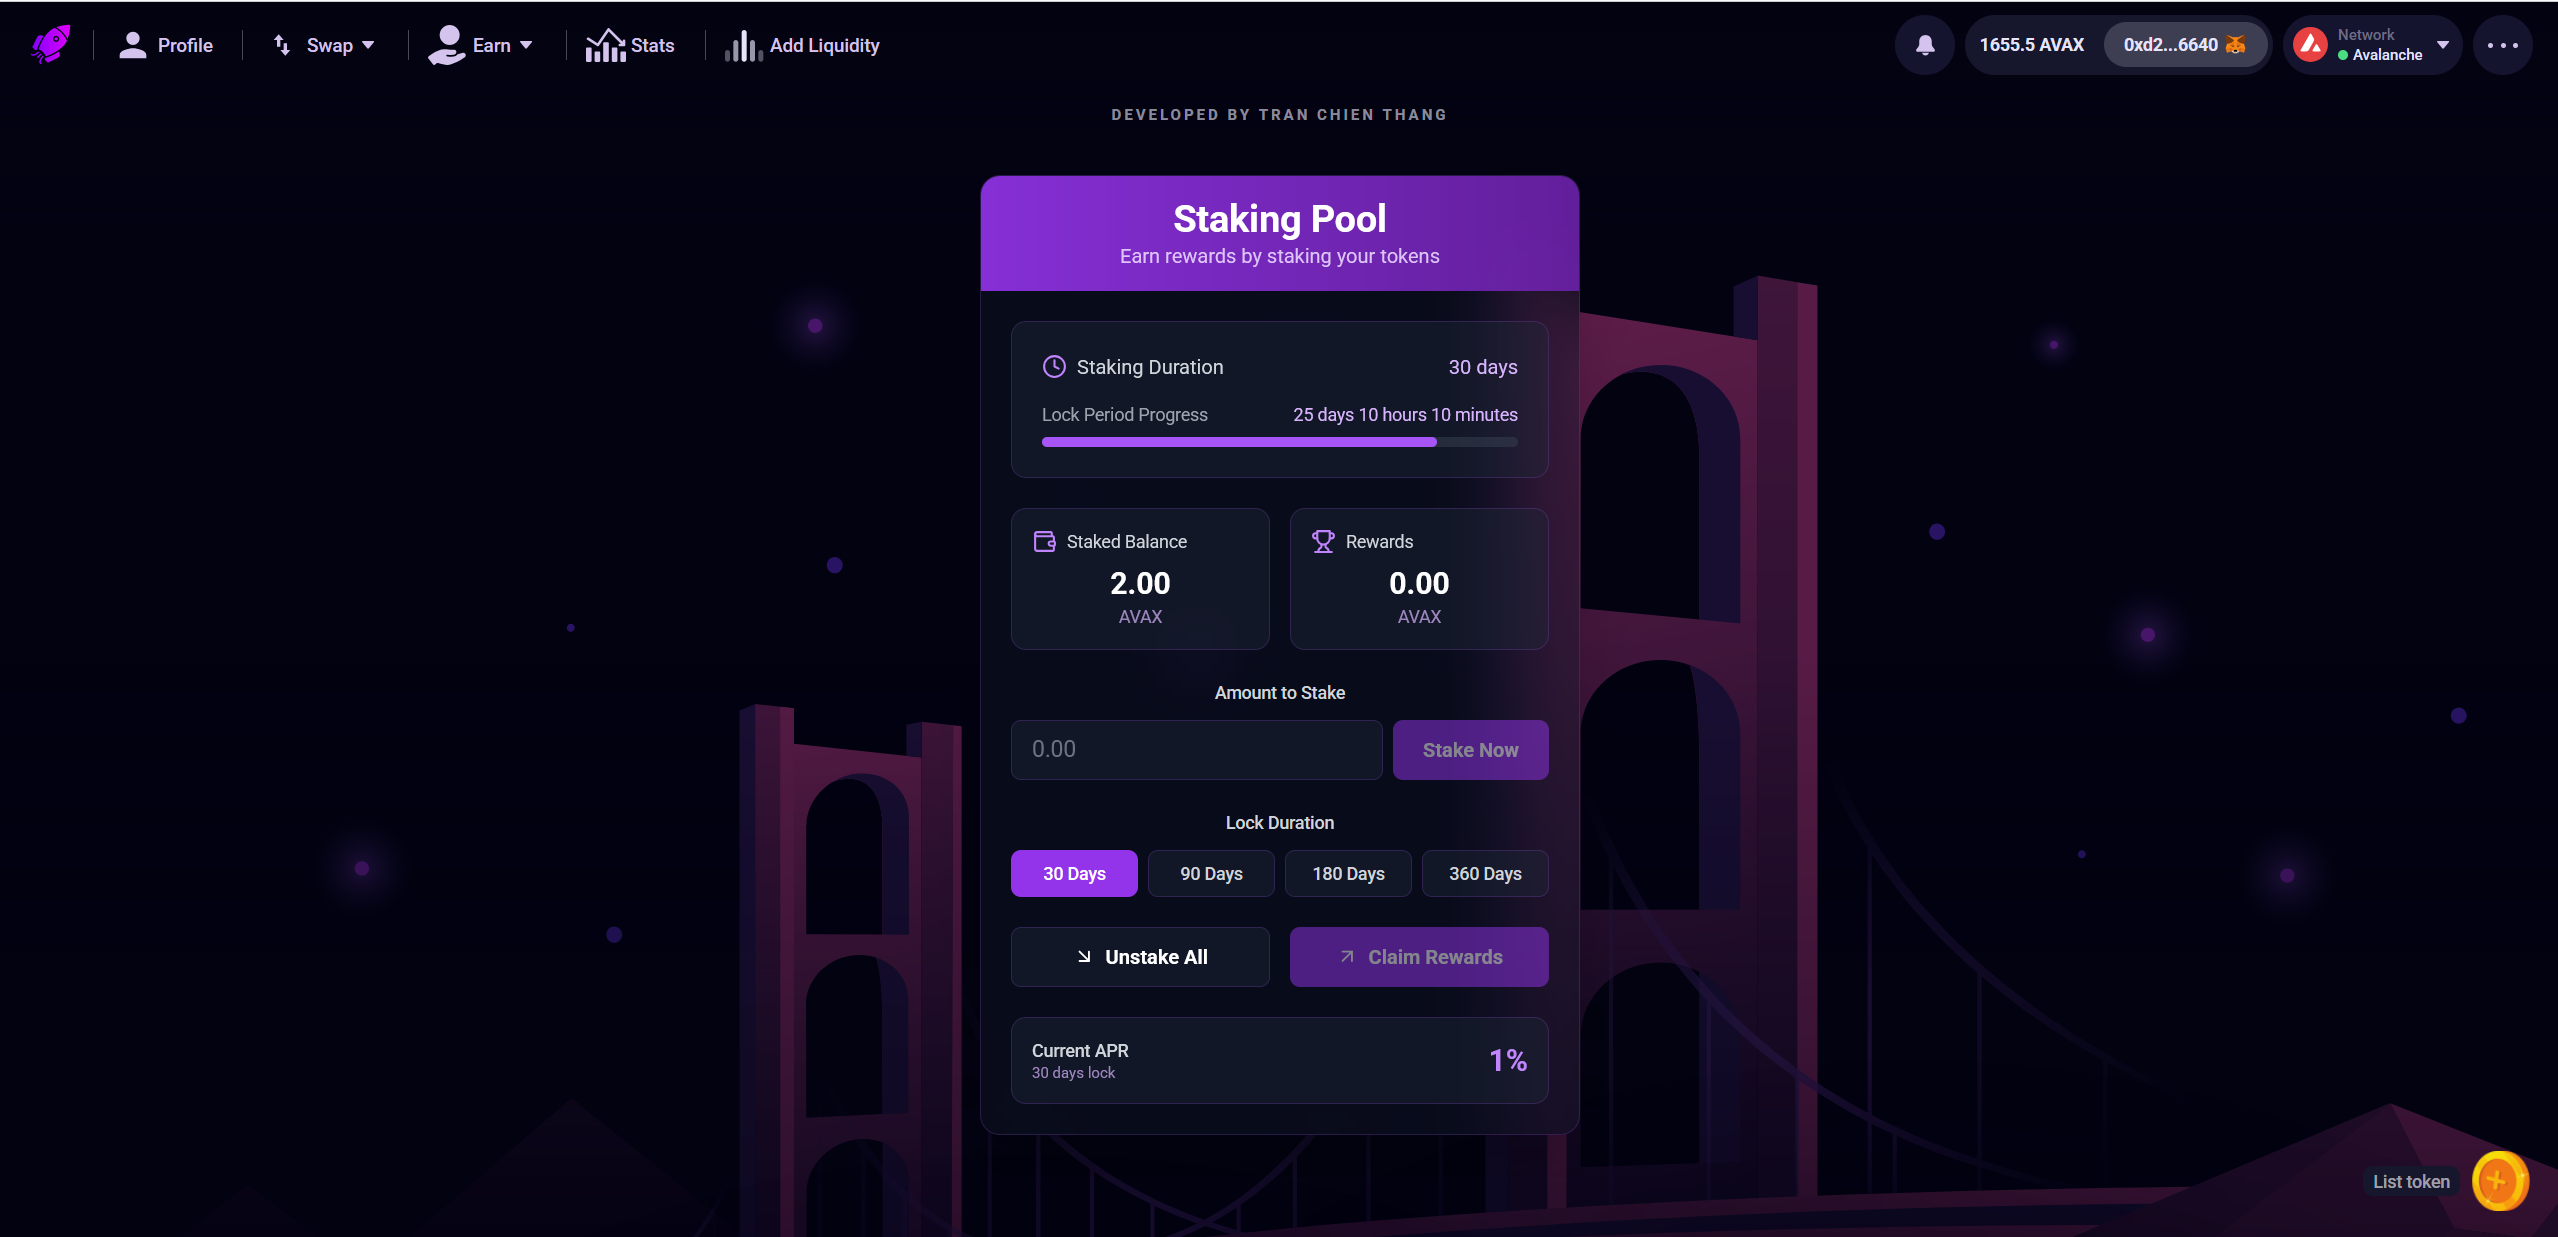 Profile
Swap
Earn
Stats
Add Liquidity
1655.5 AVAX
0xd2...6640
Network
Avalanche
DEVELOPED BY TRAN CHIEN THANG
Staking Pool
Earn rewards by staking your tokens
Staking Duration
30 days
Lock Period Progress
25 days 10 hours 10 minutes
Staked Balance
2.00
AVAX
Rewards
0.00
AVAX
Amount to Stake
0.00
Stake Now
Lock Duration
30 Days
90 Days
180 Days
360 Days
Unstake All
Claim Rewards
Current APR
30 days lock
1%
List token